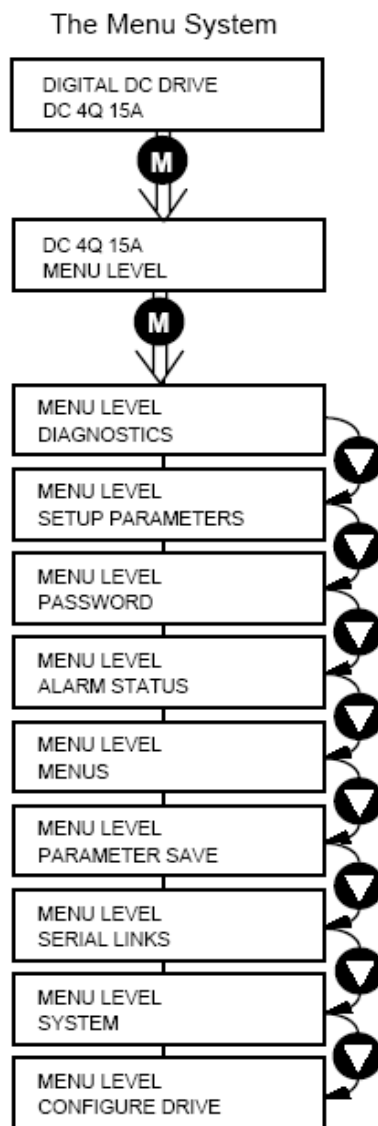 The Menu System
DIGITAL DC DRIVE
DC 4Q 15A
M
DC 4Q 15A
MENU LEVEL
M
MENU LEVEL
DIAGNOSTICS
MENU LEVEL
SETUP PARAMETERS
MENU LEVEL
PASSWORD
MENU LEVEL
ALARM STATUS
MENU LEVEL
MENUS
MENU LEVEL
PARAMETER SAVE
MENU LEVEL
SERIAL LINKS
MENU LEVEL
SYSTEM
MENU LEVEL
CONFIGURE DRIVE